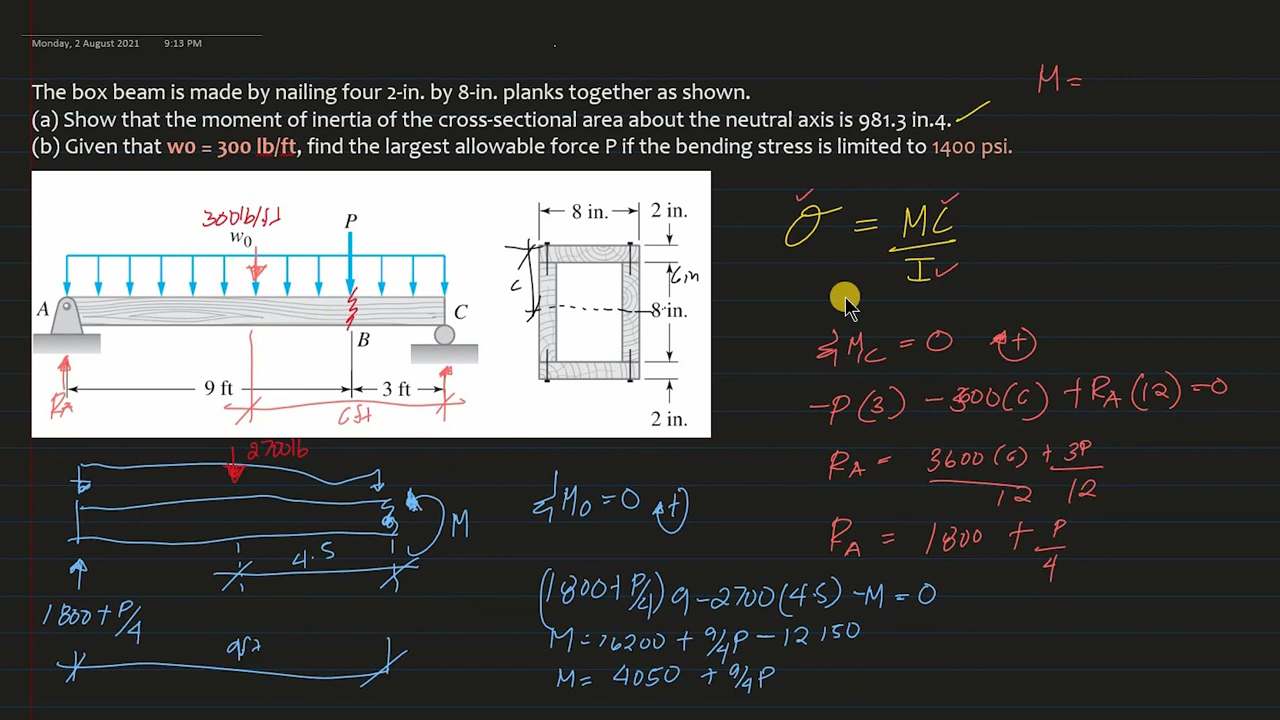 Monday, 2 August 2021 9:13 PM
M =
The box beam is made by nailing four 2-in. by 8-in. planks together as shown.
(a) Show that the moment of inertia of the cross-sectional area about the neutral axis is 981.3 in.4. ✓
(b) Given that w0 = 300 lb/ft, find the largest allowable force P if the bending stress is limited to 1400 psi.
300lb/ft
w0
P
A
B
C
RA
9 ft
3 ft
6ft
8 in.
2 in.
6in
8 in.
2 in.
c
σ = MC/I
ΣMC = 0 +
-P(3) - 300(6) + RA(12) = 0
RA = 3600(6)/12 + 3P/12
RA = 1800 + P/4
2700lb
M
4.5
1800+P/4
ΣM0 = 0 +
(1800+P/4)9 - 2700(4.5) - M = 0
M = 16200 + 9/4P - 12150
M = 4050 + 9/4P